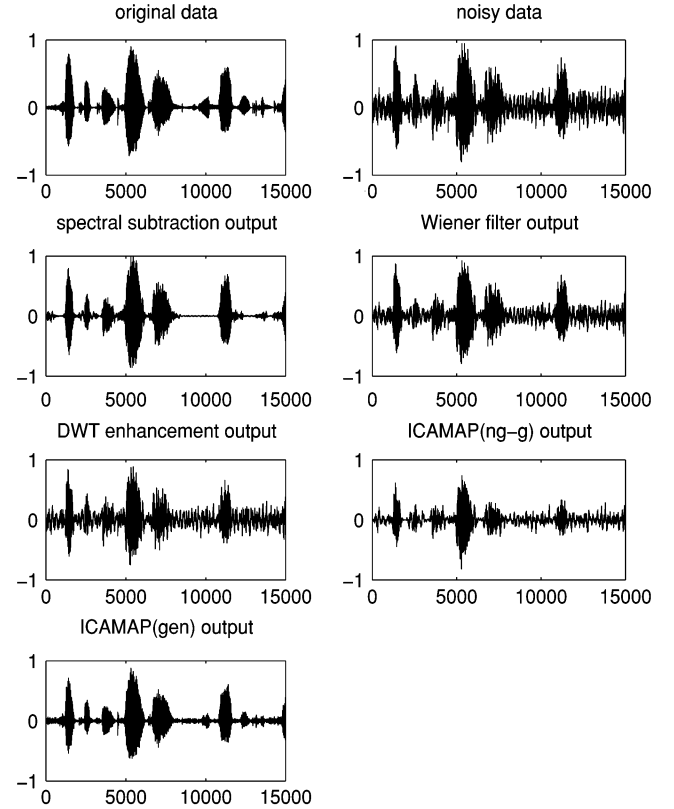 original data
noisy data
1
0
−1
0 5000 10000 15000
1
0
−1
0 5000 10000 15000
spectral subtraction output
Wiener filter output
1
0
−1
0 5000 10000 15000
1
0
−1
0 5000 10000 15000
DWT enhancement output
ICAMAP(ng−g) output
1
0
−1
0 5000 10000 15000
1
0
−1
0 5000 10000 15000
ICAMAP(gen) output
1
0
−1
0 5000 10000 15000